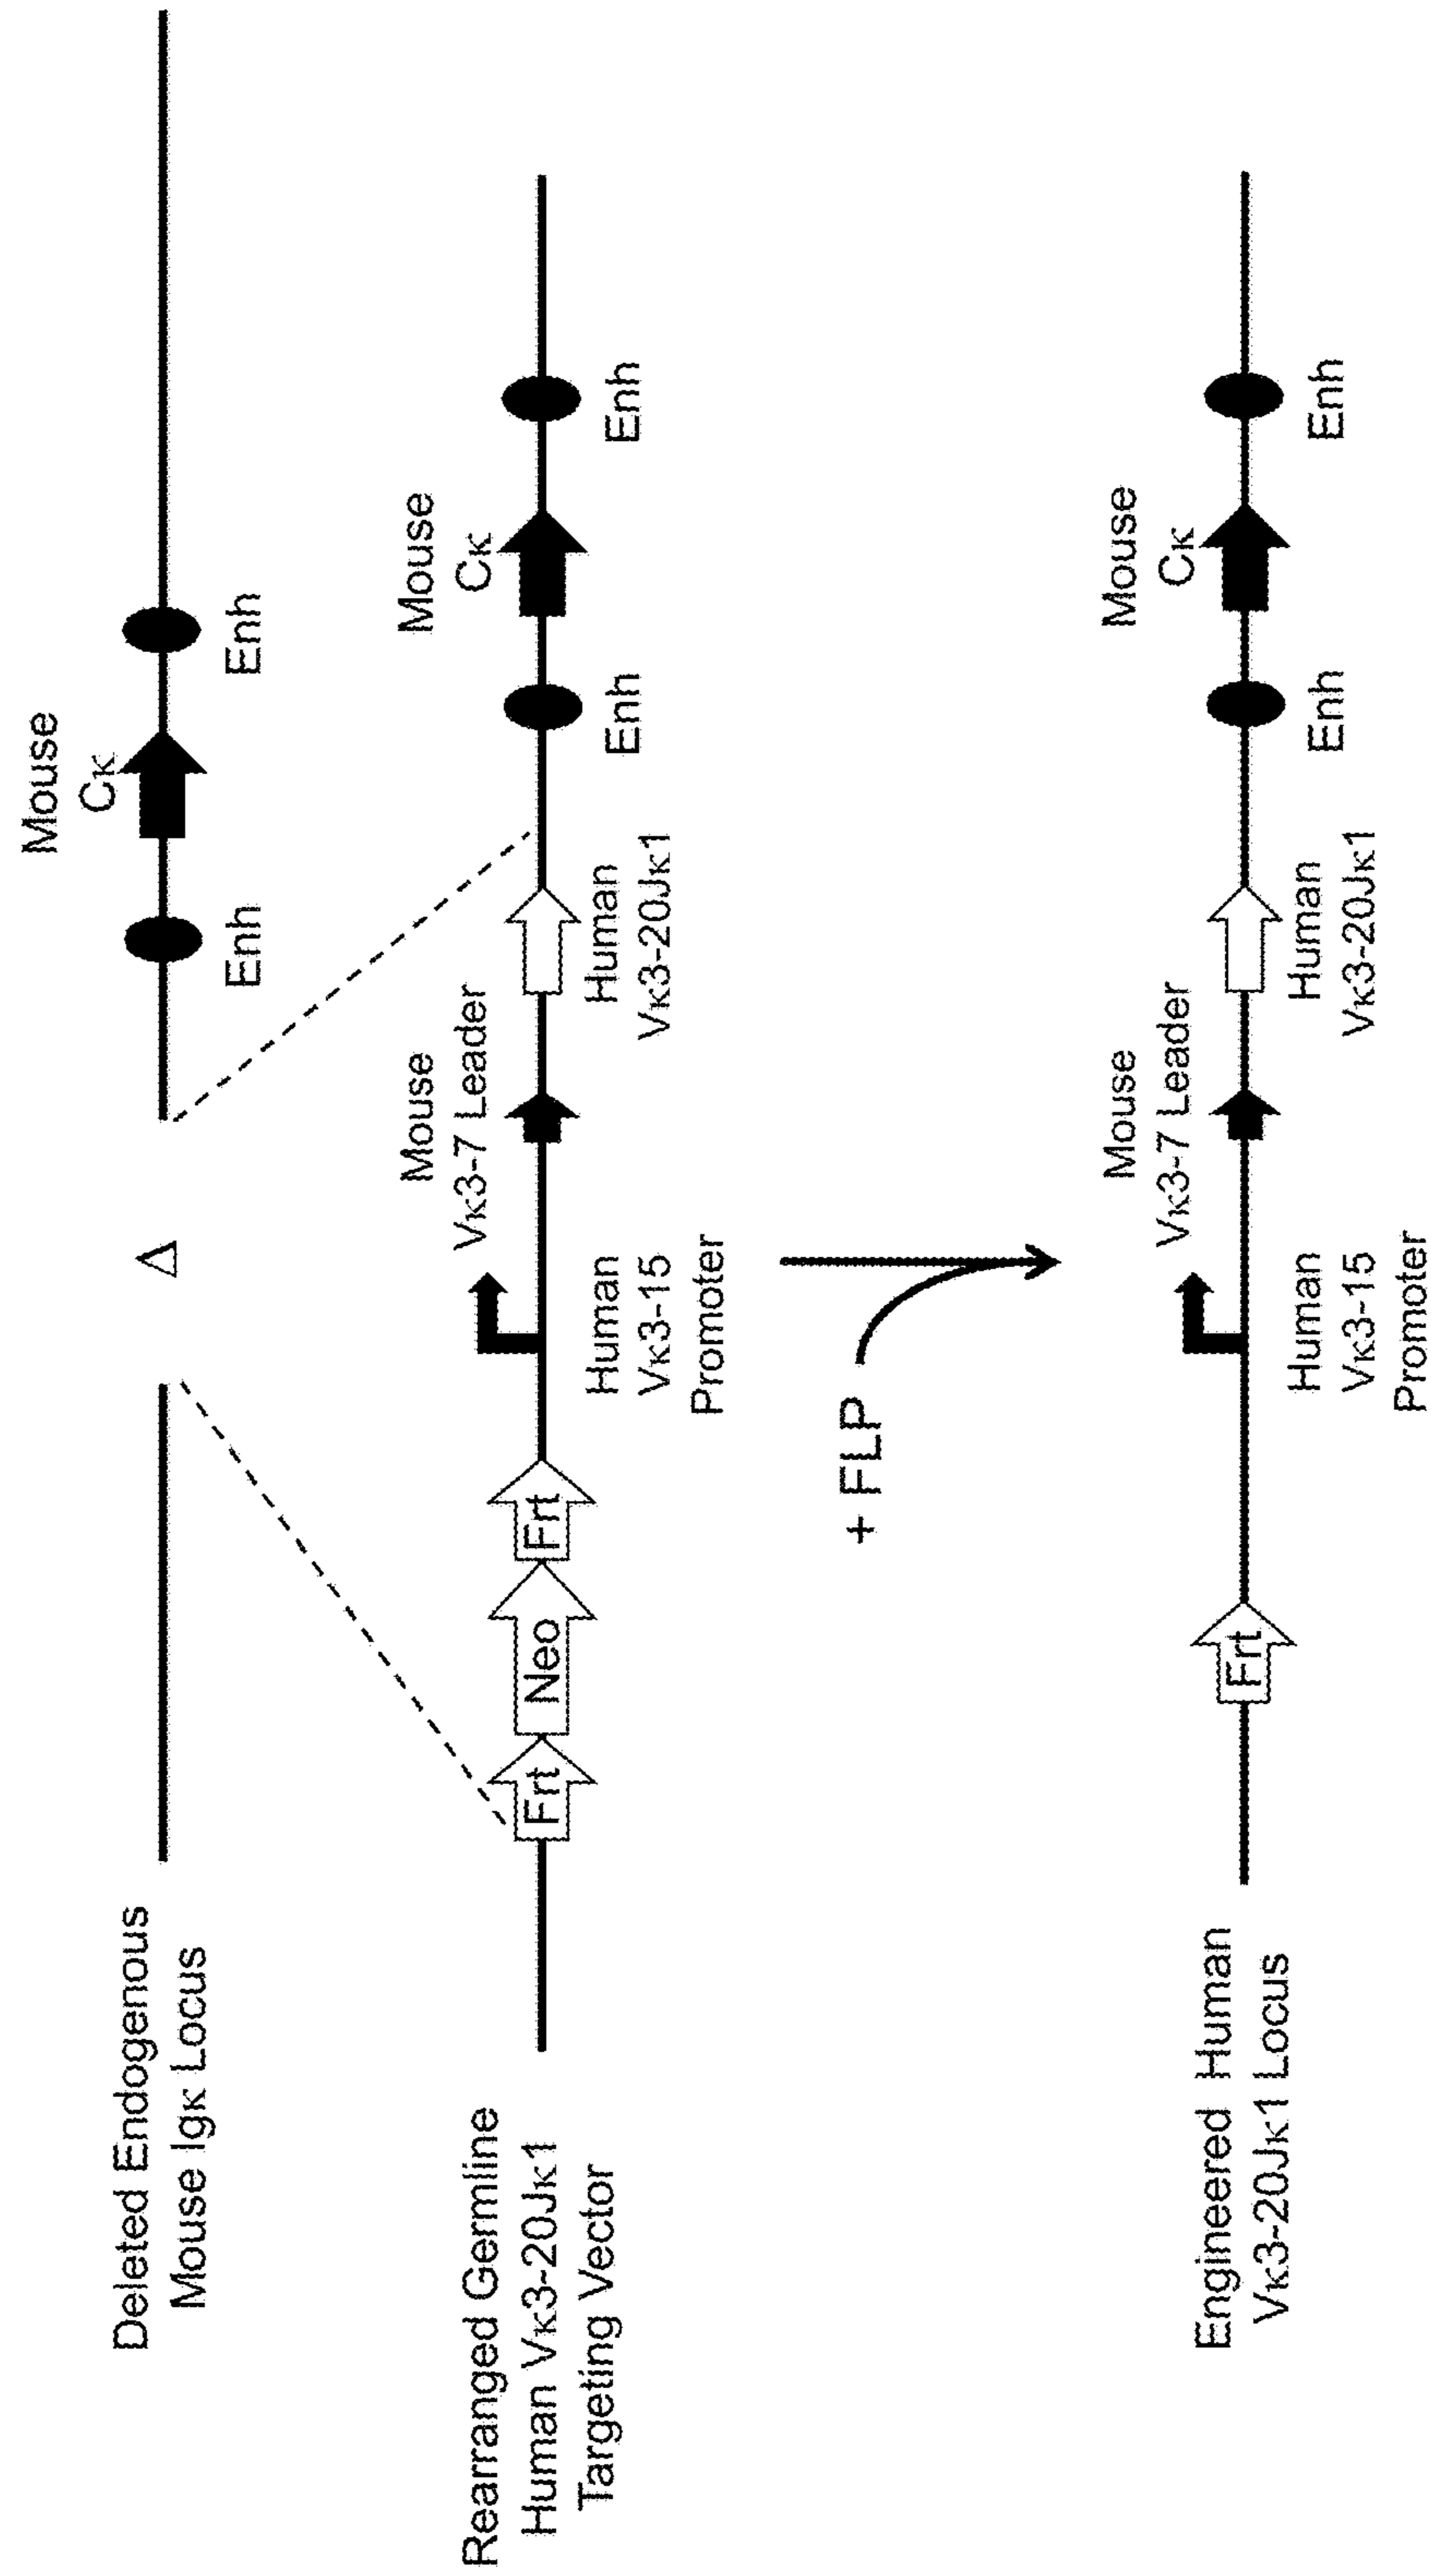 Deleted Endogenous
Mouse Igκ Locus
Δ
Enh
Mouse
Cκ
Enh
Rearranged Germline
Human Vκ3-20Jκ1
Targeting Vector
Frt
Neo
Frt
Human
Vκ3-15
Promoter
Mouse
Vκ3-7 Leader
Human
Vκ3-20Jκ1
Enh
Mouse
Cκ
Enh
+ FLP
Engineered Human
Vκ3-20Jκ1 Locus
Frt
Human
Vκ3-15
Promoter
Mouse
Vκ3-7 Leader
Human
Vκ3-20Jκ1
Enh
Mouse
Cκ
Enh